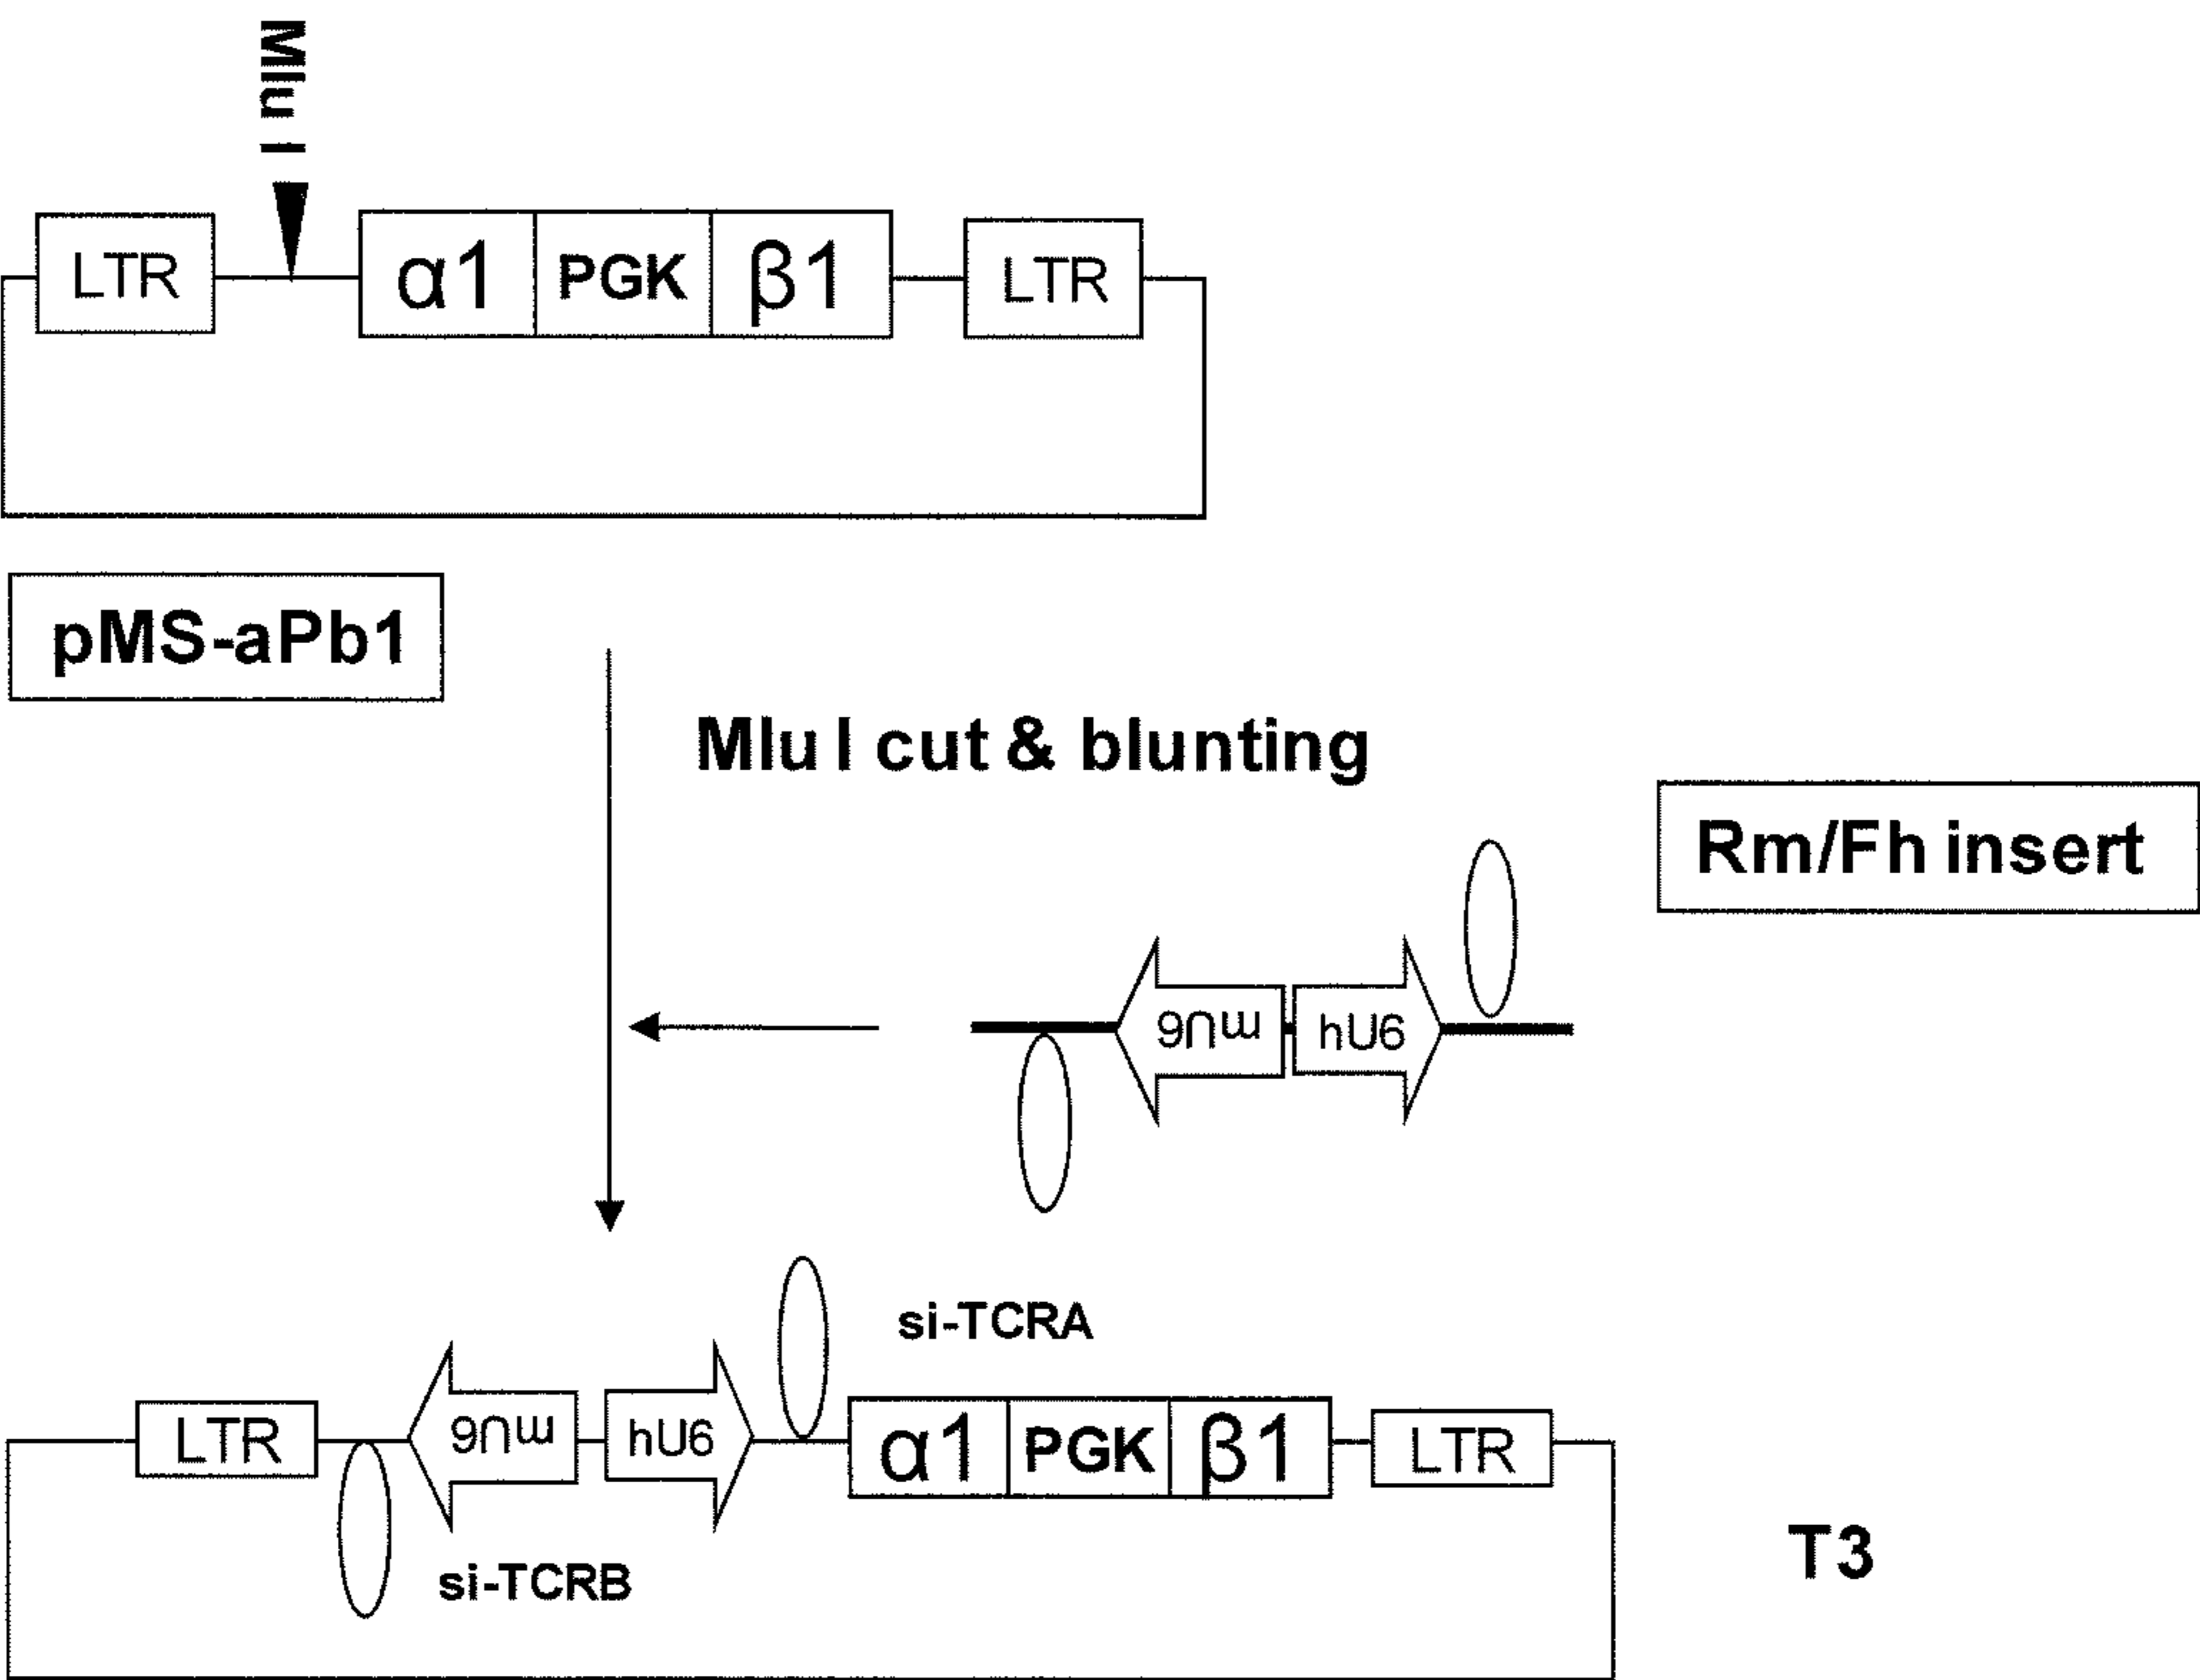 Mlu I
LTR
α1
PGK
β1
LTR
pMS-aPb1
Mlu I cut & blunting
Rm/Fh insert
mU6
hU6
si-TCRA
LTR
mU6
hU6
α1
PGK
β1
LTR
si-TCRB
T3